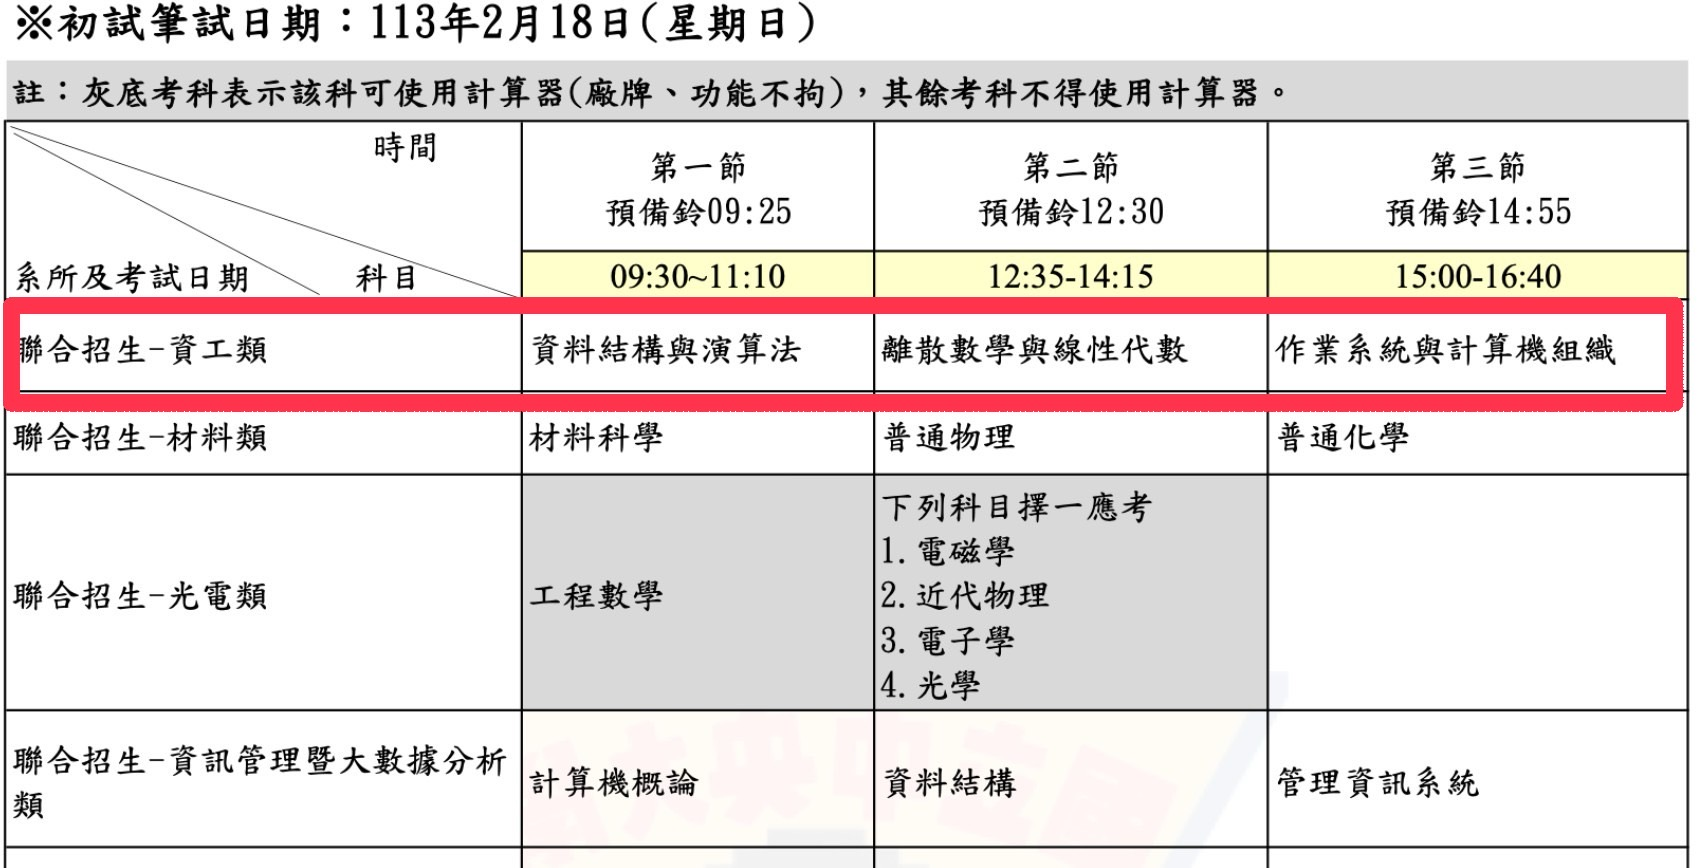 ※初試筆試日期：113年2月18日(星期日)
註：灰底考科表示該科可使用計算器(廠牌、功能不拘)，其餘考科不得使用計算器。
時間
系所及考試日期 科目
第一節
預備鈴09:25
第二節
預備鈴12:30
第三節
預備鈴14:55
09:30~11:10 12:35-14:15 15:00-16:40
聯合招生-資工類 資料結構與演算法 離散數學與線性代數 作業系統與計算機組織
聯合招生-材料類 材料科學 普通物理 普通化學
聯合招生-光電類 工程數學
下列科目擇一應考
1.電磁學
2.近代物理
3.電子學
4.光學
聯合招生-資訊管理暨大數據分析
類
計算機概論 資料結構 管理資訊系統